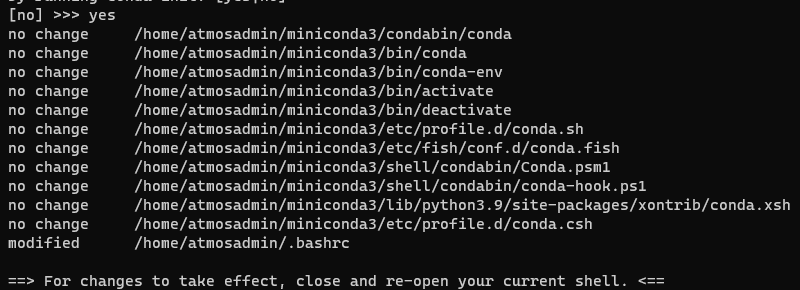 by running conda init? [yes|no]
[no] >>> yes
no change     /home/atmosadmin/miniconda3/condabin/conda
no change     /home/atmosadmin/miniconda3/bin/conda
no change     /home/atmosadmin/miniconda3/bin/conda-env
no change     /home/atmosadmin/miniconda3/bin/activate
no change     /home/atmosadmin/miniconda3/bin/deactivate
no change     /home/atmosadmin/miniconda3/etc/profile.d/conda.sh
no change     /home/atmosadmin/miniconda3/etc/fish/conf.d/conda.fish
no change     /home/atmosadmin/miniconda3/shell/condabin/Conda.psm1
no change     /home/atmosadmin/miniconda3/shell/condabin/conda-hook.ps1
no change     /home/atmosadmin/miniconda3/lib/python3.9/site-packages/xontrib/conda.xsh
no change     /home/atmosadmin/miniconda3/etc/profile.d/conda.csh
modified      /home/atmosadmin/.bashrc
==> For changes to take effect, close and re-open your current shell. <==